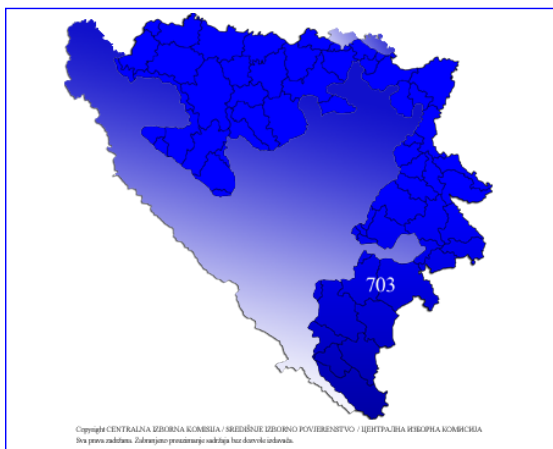 703
Copyright CENTRALNA IZBORNA KOMISIJA / SREDIŠNJE IZBORNO POVJERENSTVO / ЦЕНТРАЛНА ИЗБОРНА КОМИСИЈА
Sva prava zadržana. Zabranjeno preuzimanje sadržaja bez dozvole izdavača.